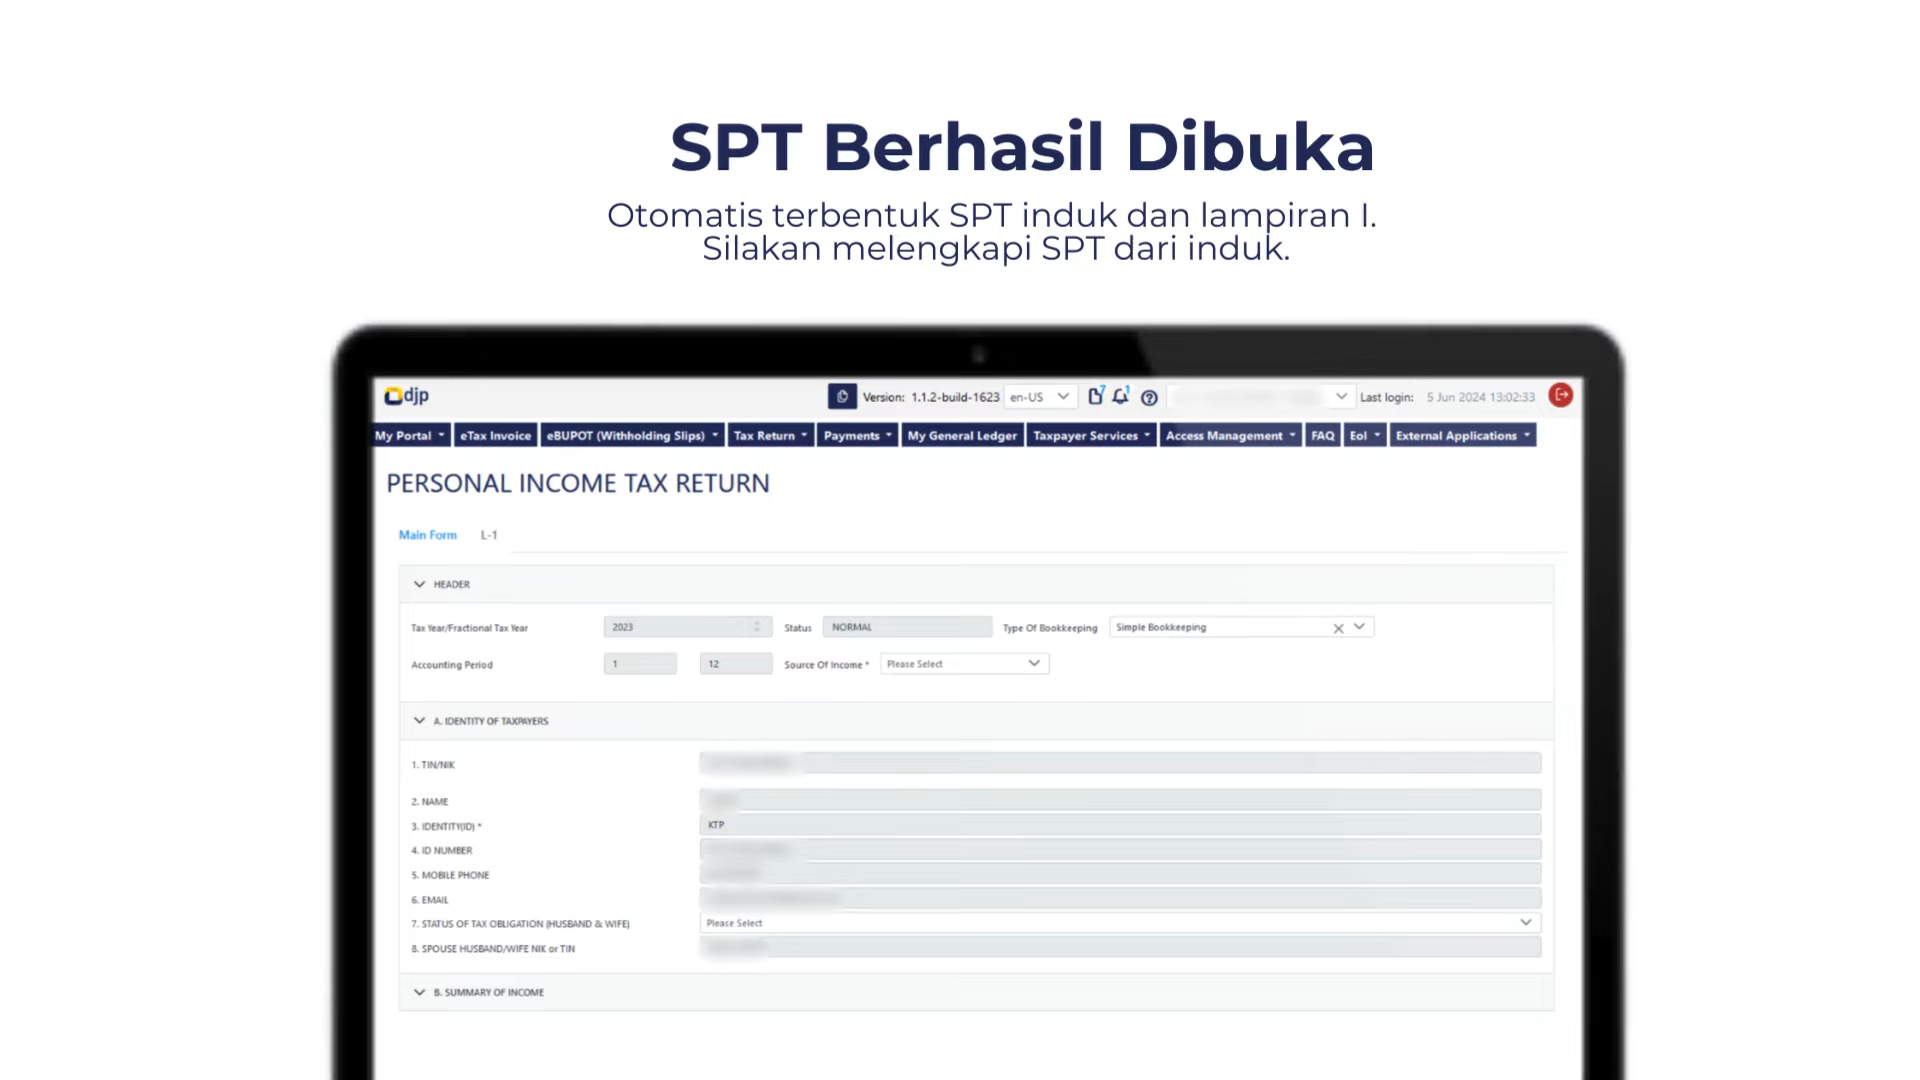 SPT Berhasil Dibuka
Otomatis terbentuk SPT induk dan lampiran I.
Silakan melengkapi SPT dari induk.
djp
Version: 1.1.2-build-1623 en-US 7 1 Last login: 5 Jun 2024 13:02:33
My Portal eTax Invoice eBUPOT (Withholding Slips) Tax Return Payments My General Ledger Taxpayer Services Access Management FAQ EoI External Applications
PERSONAL INCOME TAX RETURN
Main Form L-1
HEADER
Tax Year/Fractional Tax Year 2023 Status NORMAL Type Of Bookkeeping Simple Bookkeeping
Accounting Period 1 12 Source Of Income * Please Select
A. IDENTITY OF TAXPAYERS
1. TIN/NIK
2. NAME
3. IDENTITY(ID) * KTP
4. ID NUMBER
5. MOBILE PHONE
6. EMAIL
7. STATUS OF TAX OBLIGATION (HUSBAND & WIFE) Please Select
8. SPOUSE HUSBAND/WIFE NIK or TIN
B. SUMMARY OF INCOME